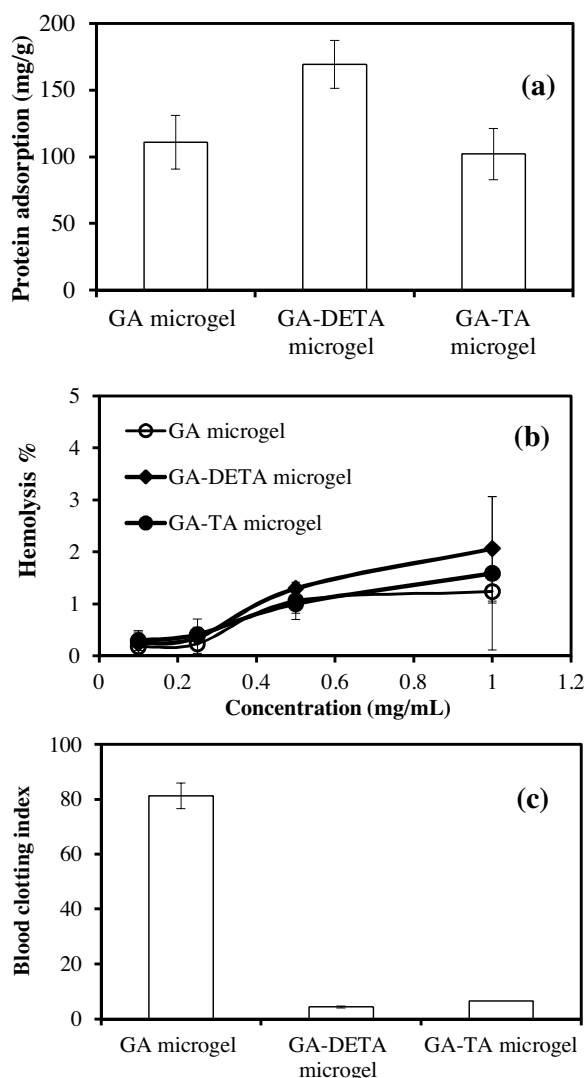 200
150
100
50
0
Protein adsorption (mg/g)
(a)
GA microgel
GA-DETA
microgel
GA-TA
microgel
5
4
3
2
1
0
Hemolysis %
(b)
GA microgel
GA-DETA microgel
GA-TA microgel
0 0.2 0.4 0.6 0.8 1 1.2
Concentration (mg/mL)
100
80
60
40
20
0
Blood clotting index
(c)
GA microgel
GA-DETA
microgel
GA-TA microgel